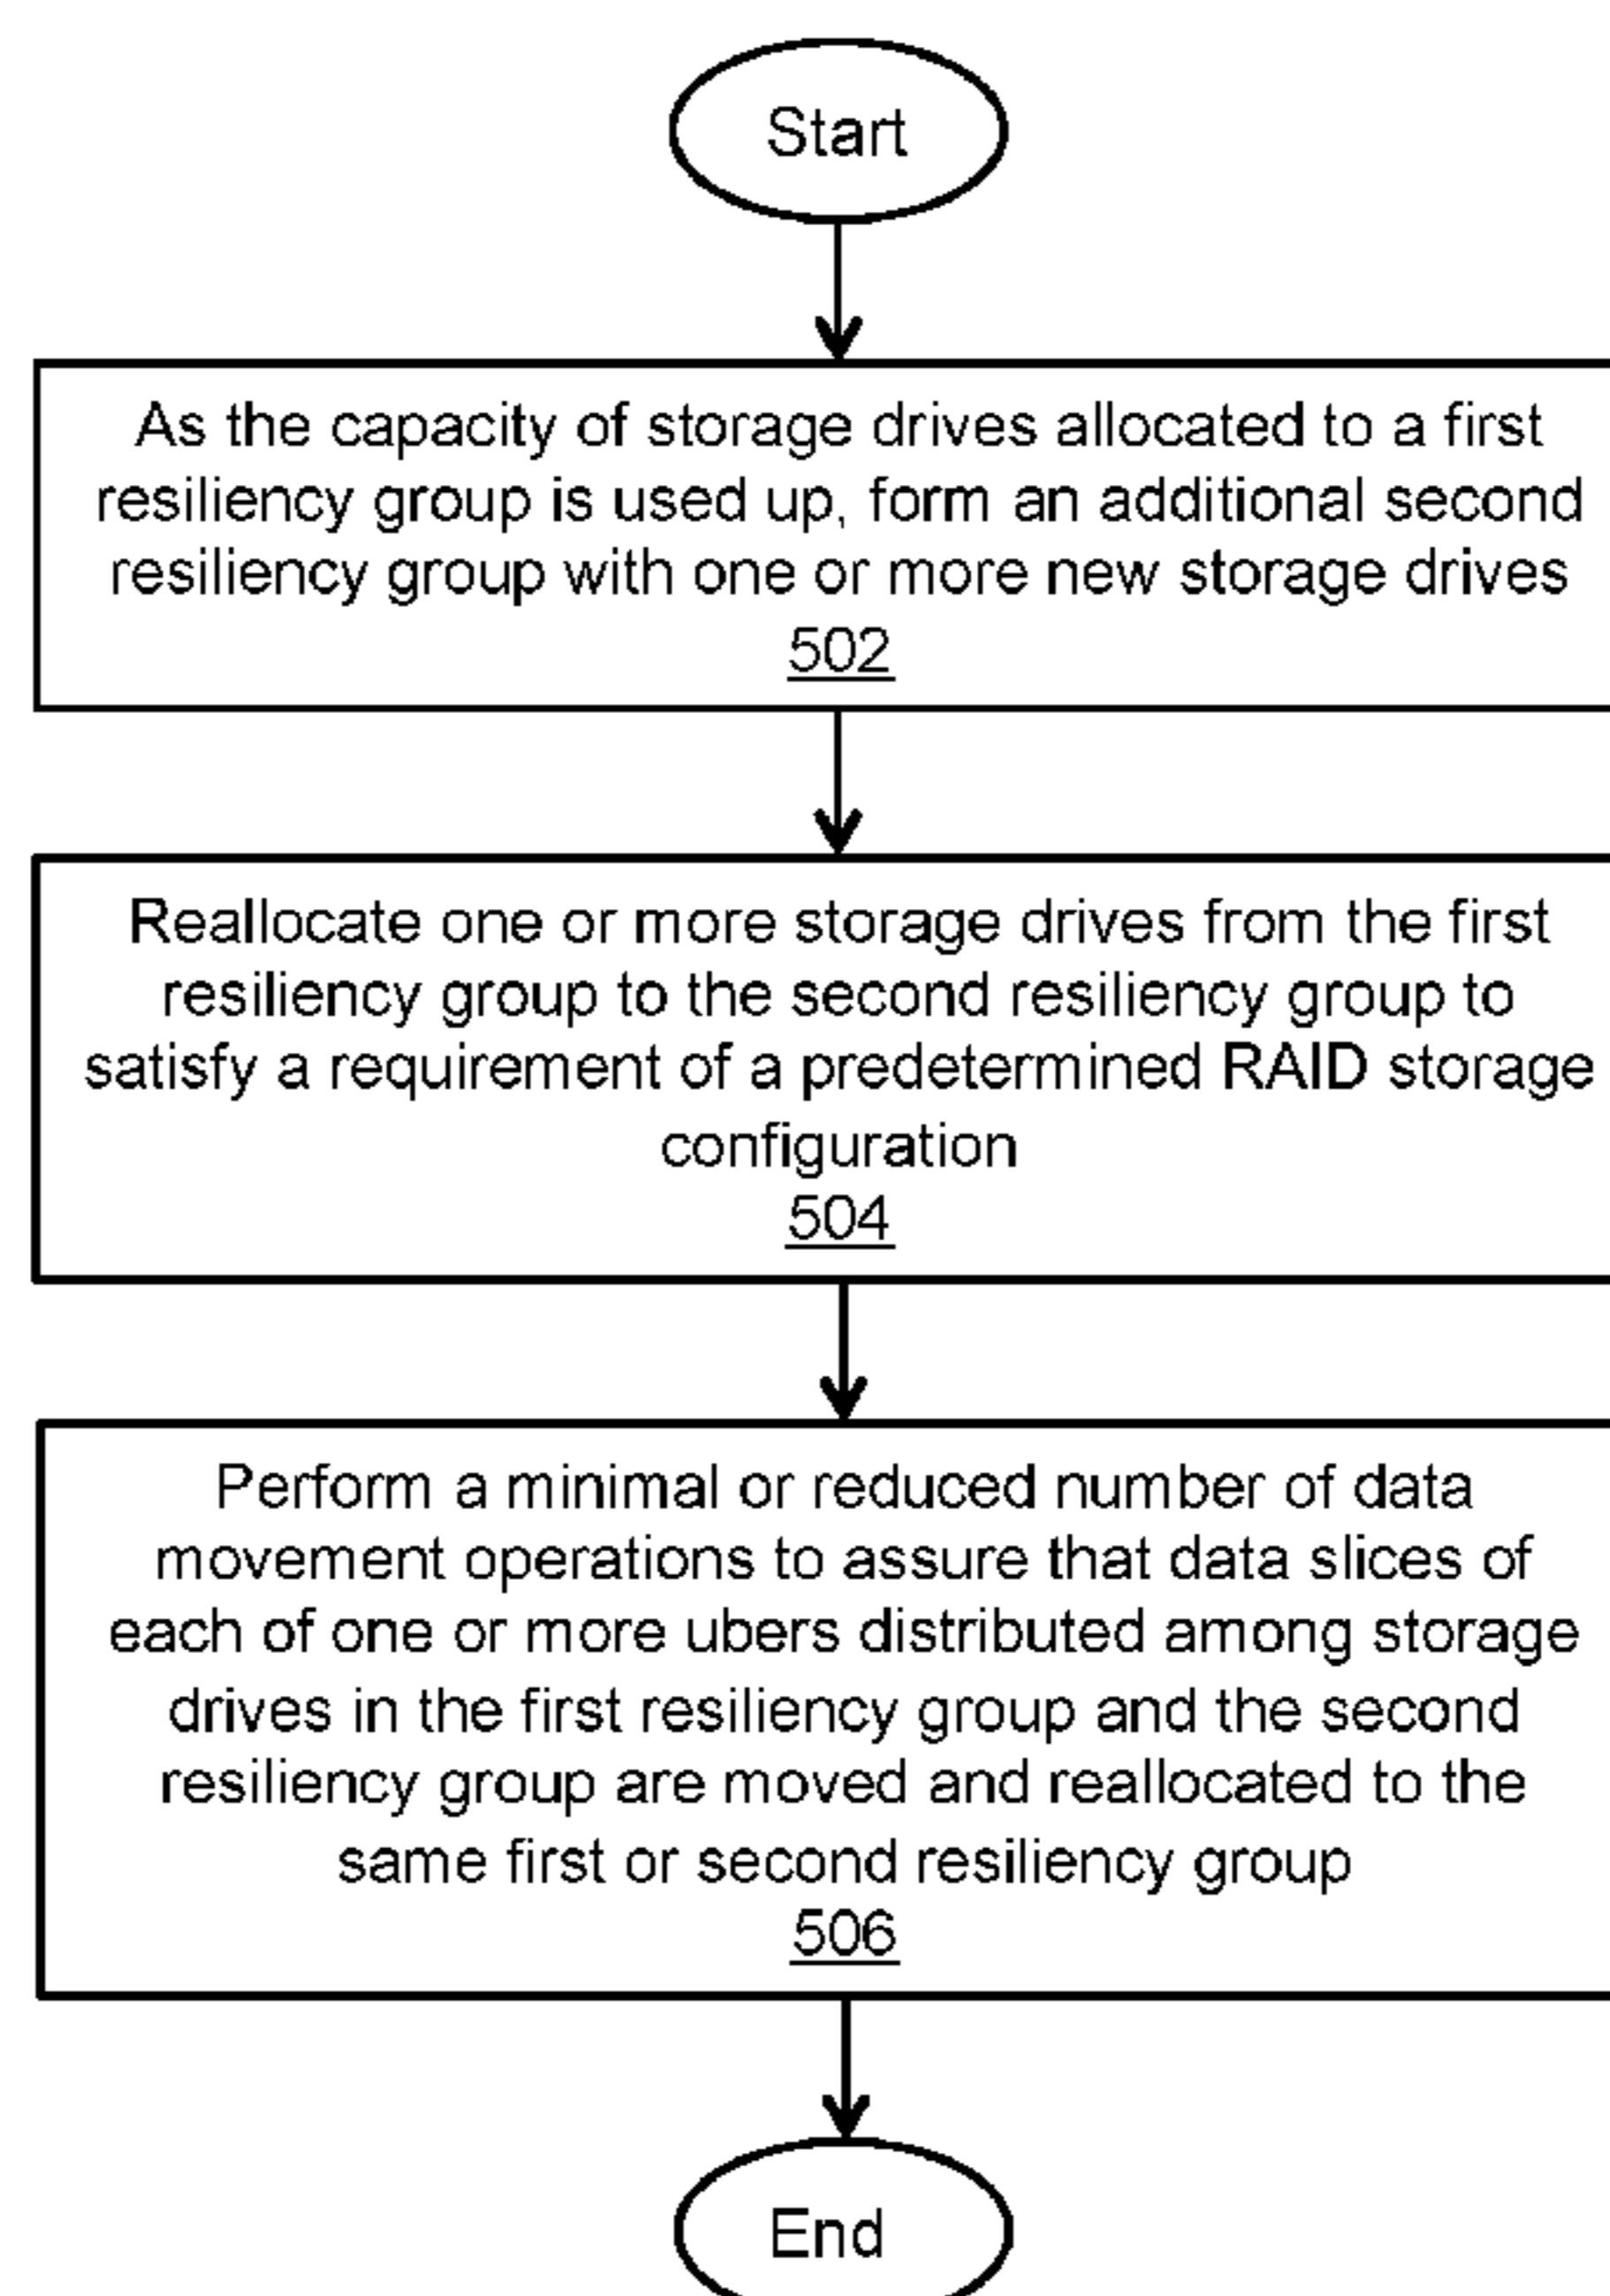 Start
As the capacity of storage drives allocated to a first
resiliency group is used up, form an additional second
resiliency group with one or more new storage drives
502
Reallocate one or more storage drives from the first
resiliency group to the second resiliency group to
satisfy a requirement of a predetermined RAID storage
configuration
504
Perform a minimal or reduced number of data
movement operations to assure that data slices of
each of one or more ubers distributed among storage
drives in the first resiliency group and the second
resiliency group are moved and reallocated to the
same first or second resiliency group
506
End